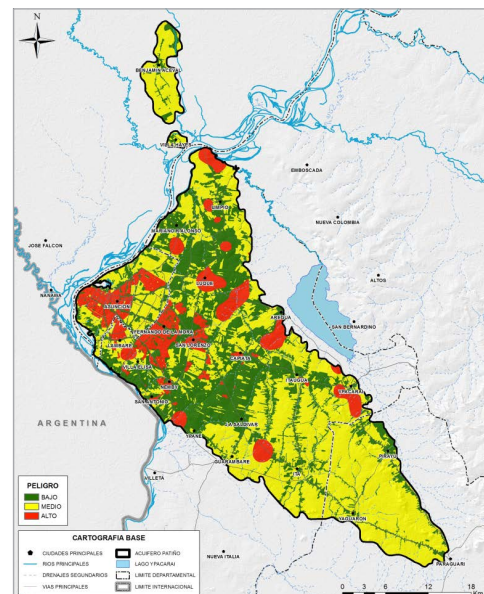 N
BENJAMIN ACEVAL
VILLA HAYES
EMBOSCADA
LIMPIO
NUEVA COLOMBIA
MARIANO R. ALONSO
JOSE FALCON
ALTOS
LUQUE
NANAWA
ASUNCION
AREGUA
SAN BERNARDINO
FERNANDO DE LA MORA
LAMBARE
SAN LORENZO
CAPIATA
VILLA ELISA
ITAUGUA
YPACARAI
ÑEMBY
SAN ANTONIO
ARGENTINA
J.A. SALDIVAR
YPANE
PIRAYU
GUARAMBARE
ITA
VILLETA
YAGUARON
NUEVA ITALIA
PARAGUARI
PELIGRO
BAJO
MEDIO
ALTO
CARTOGRAFIA BASE
CIUDADES PRINCIPALES
RIOS PRINCIPALES
DRENAJES SEGUNDARIOS
VIAS PRINCIPALES
ACUIFERO PATIÑO
LAGO YPACARAI
LIMITE DEPARTAMENTAL
LIMITE INTERNACIONAL
0 3 6 12 18
Km